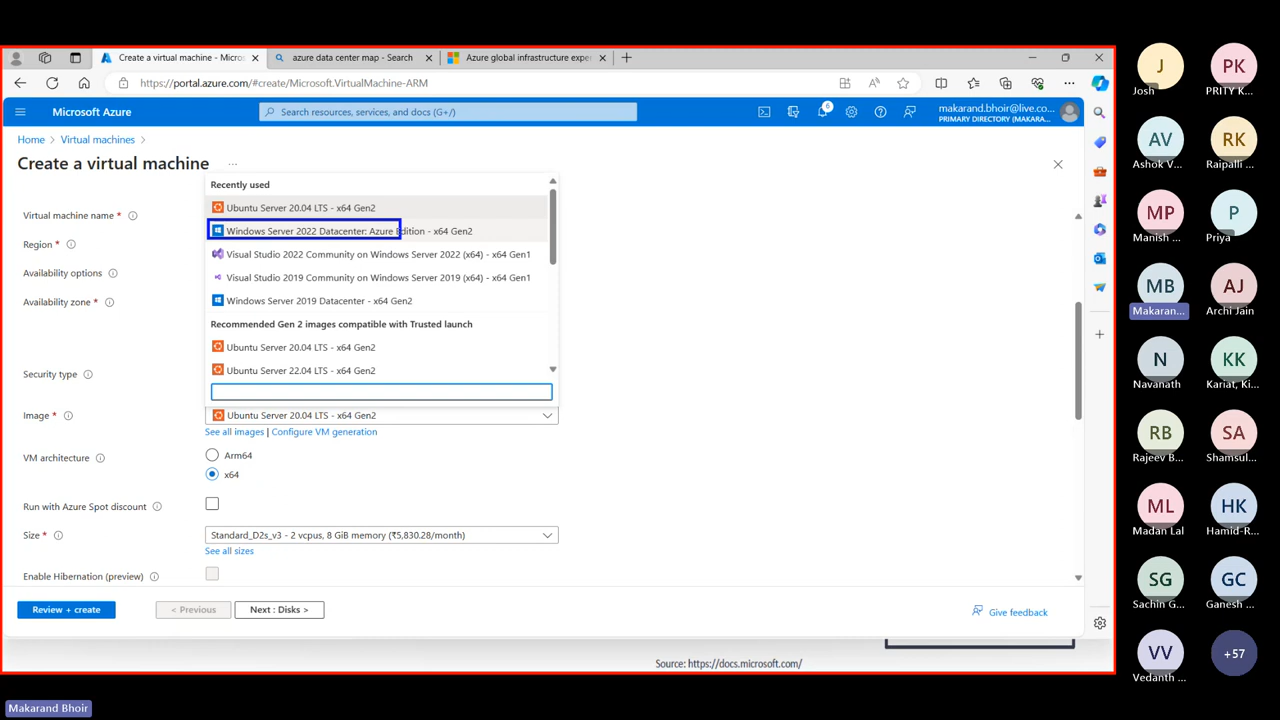 Create a virtual machine - Micros
azure data center map - Search
Azure global infrastructure expe
https://portal.azure.com/#create/Microsoft.VirtualMachine-ARM
Microsoft Azure
Search resources, services, and docs (G+/)
6
makarand.bhoir@live.co...
PRIMARY DIRECTORY (MAKARA...
Home > Virtual machines >
Create a virtual machine ...
Recently used
Ubuntu Server 20.04 LTS - x64 Gen2
Windows Server 2022 Datacenter: Azure Edition - x64 Gen2
Visual Studio 2022 Community on Windows Server 2022 (x64) - x64 Gen1
Visual Studio 2019 Community on Windows Server 2019 (x64) - x64 Gen1
Windows Server 2019 Datacenter - x64 Gen2
Recommended Gen 2 images compatible with Trusted launch
Ubuntu Server 20.04 LTS - x64 Gen2
Ubuntu Server 22.04 LTS - x64 Gen2
Virtual machine name *
Region *
Availability options
Availability zone *
Security type
Image *
Ubuntu Server 20.04 LTS - x64 Gen2
See all images | Configure VM generation
VM architecture
Arm64
x64
Run with Azure Spot discount
Size *
Standard_D2s_v3 - 2 vcpus, 8 GiB memory (₹5,830.28/month)
See all sizes
Enable Hibernation (preview)
Review + create
< Previous
Next : Disks >
Give feedback
Source: https://docs.microsoft.com/
Makarand Bhoir
J
Josh
PK
PRITY K...
AV
Ashok V...
RK
Raipalli ...
MP
Manish ...
P
Priya
MB
Makaran...
AJ
Archi Jain
N
Navanath
KK
Kariat, Ki...
RB
Rajeev B...
SA
Shamsul...
ML
Madan Lal
HK
Hamid-R...
SG
Sachin G...
GC
Ganesh ...
VV
Vedanth ...
+57